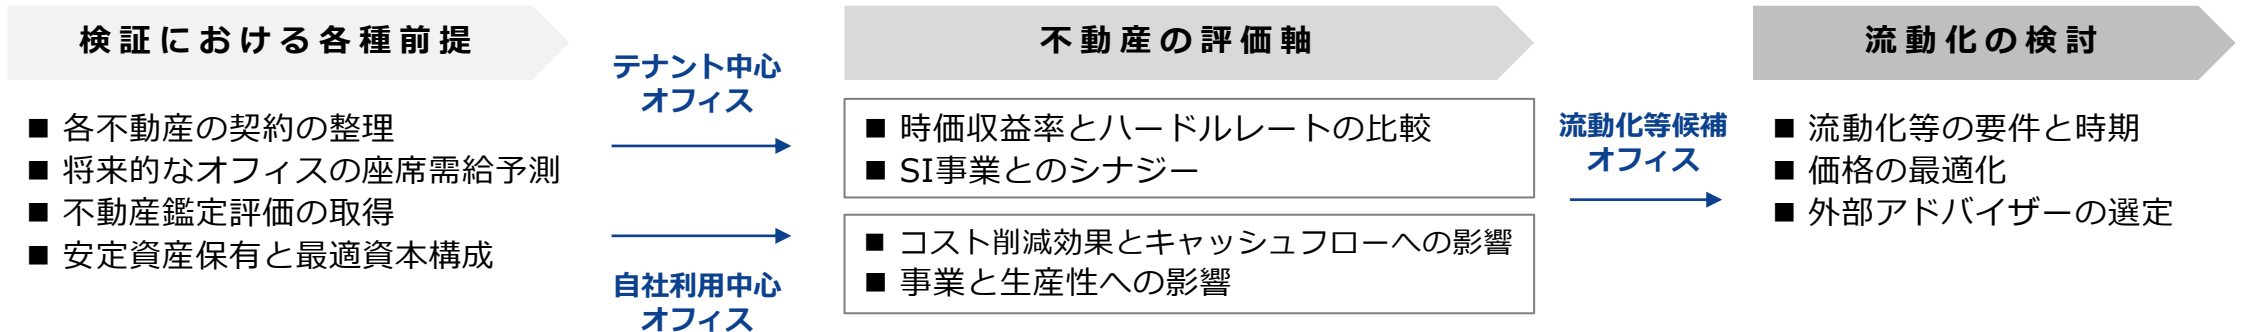 検証における各種前提
■ 各不動産の契約の整理
■ 将来的なオフィスの座席需給予測
■ 不動産鑑定評価の取得
■ 安定資産保有と最適資本構成
テナント中心
オフィス
自社利用中心
オフィス
不動産の評価軸
■ 時価収益率とハードルレートの比較
■ SI事業とのシナジー
■ コスト削減効果とキャッシュフローへの影響
■ 事業と生産性への影響
流動化等候補
オフィス
流動化の検討
■ 流動化等の要件と時期
■ 価格の最適化
■ 外部アドバイザーの選定